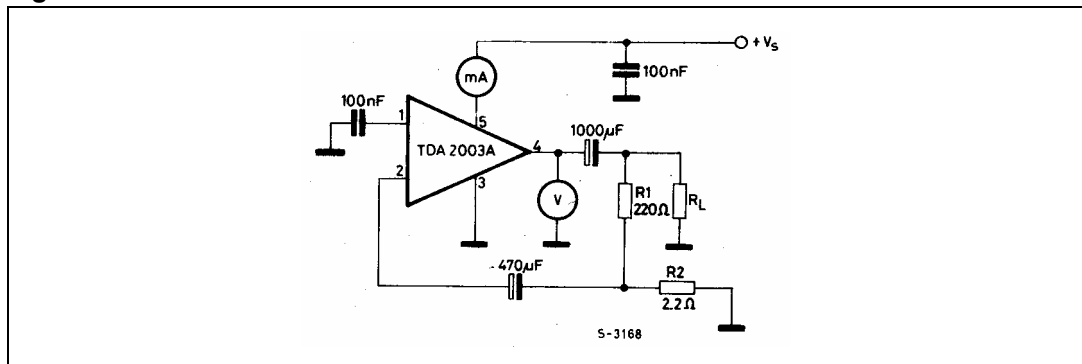 + Vs
mA
100nF
100nF
1
5
1000µF
TDA 2003A
4
2
3
V
R1
220Ω
RL
470µF
R2
2.2Ω
S-3168